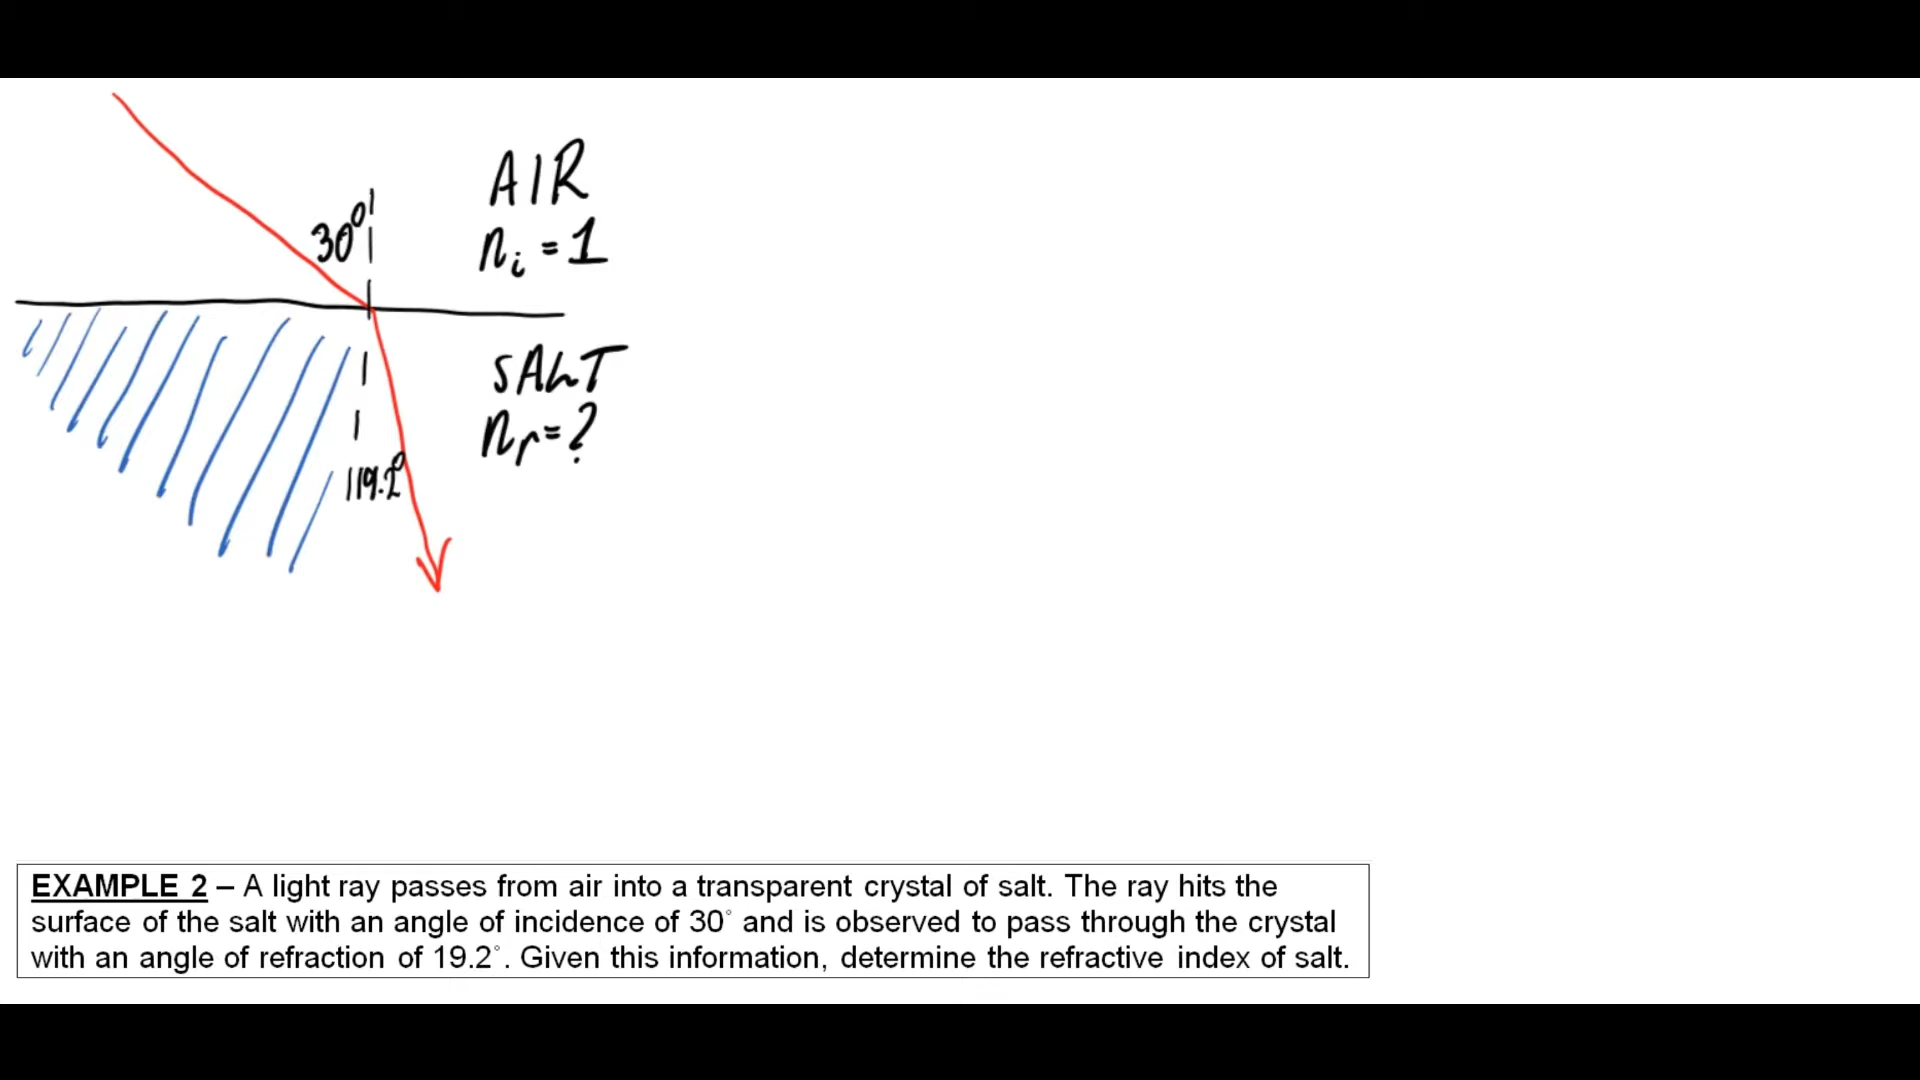 AIR
30°
nᵢ = 1
SALT
nᵣ = ?
19.2°
EXAMPLE 2 – A light ray passes from air into a transparent crystal of salt. The ray hits the
surface of the salt with an angle of incidence of 30° and is observed to pass through the crystal
with an angle of refraction of 19.2°. Given this information, determine the refractive index of salt.